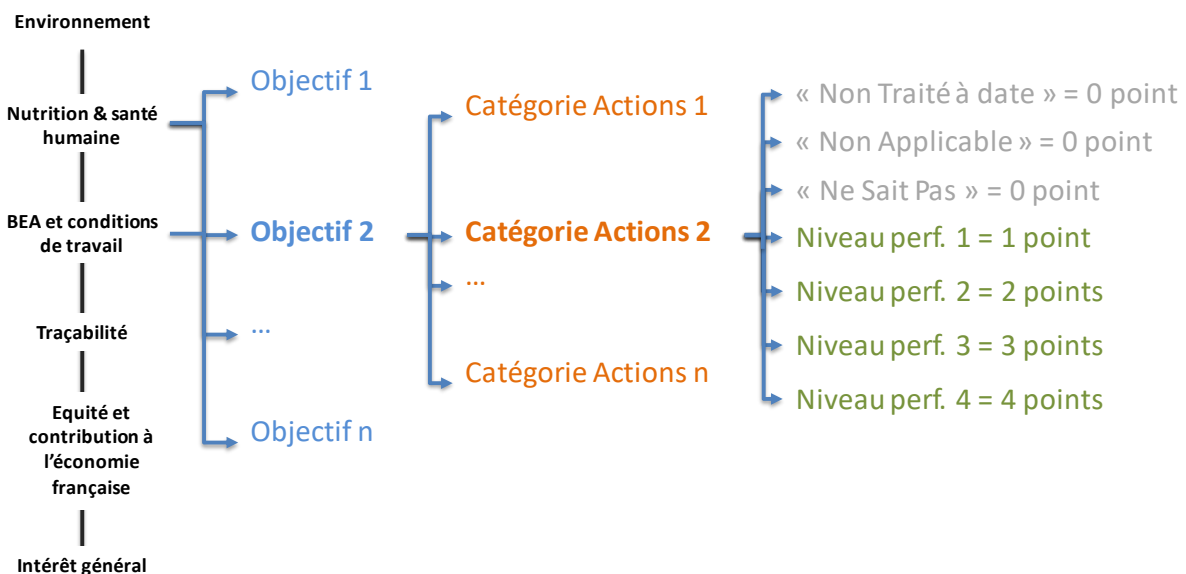 Environnement
Nutrition & santé
humaine
BEA et conditions
de travail
Traçabilité
Equité et
contribution à
l'économie
française
Intérêt général
Objectif 1
Objectif 2
...
Objectif n
Catégorie Actions 1
Catégorie Actions 2
...
Catégorie Actions n
« Non Traité à date » = 0 point
« Non Applicable » = 0 point
« Ne Sait Pas » = 0 point
Niveau perf. 1 = 1 point
Niveau perf. 2 = 2 points
Niveau perf. 3 = 3 points
Niveau perf. 4 = 4 points